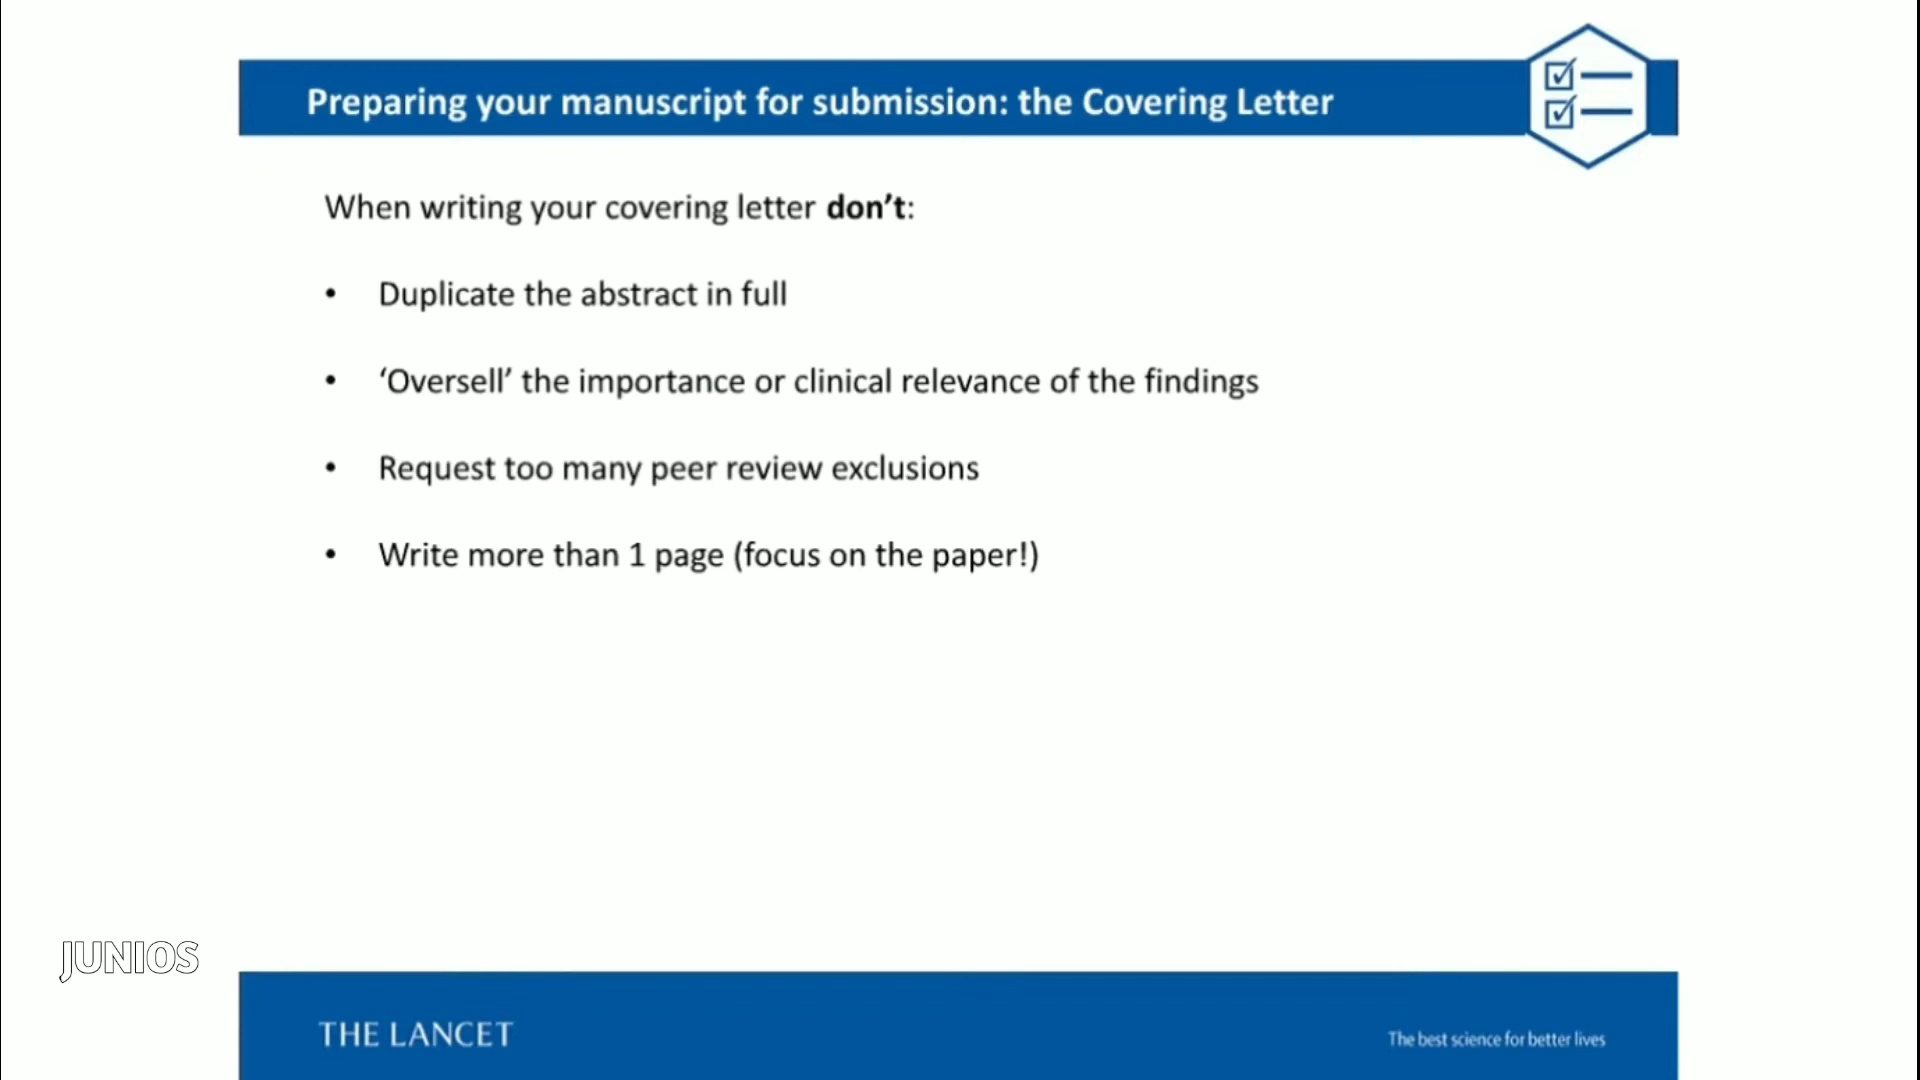 Preparing your manuscript for submission: the Covering Letter
When writing your covering letter don’t:
• Duplicate the abstract in full
• ‘Oversell’ the importance or clinical relevance of the findings
• Request too many peer review exclusions
• Write more than 1 page (focus on the paper!)
JUNIOS
THE LANCET
The best science for better lives